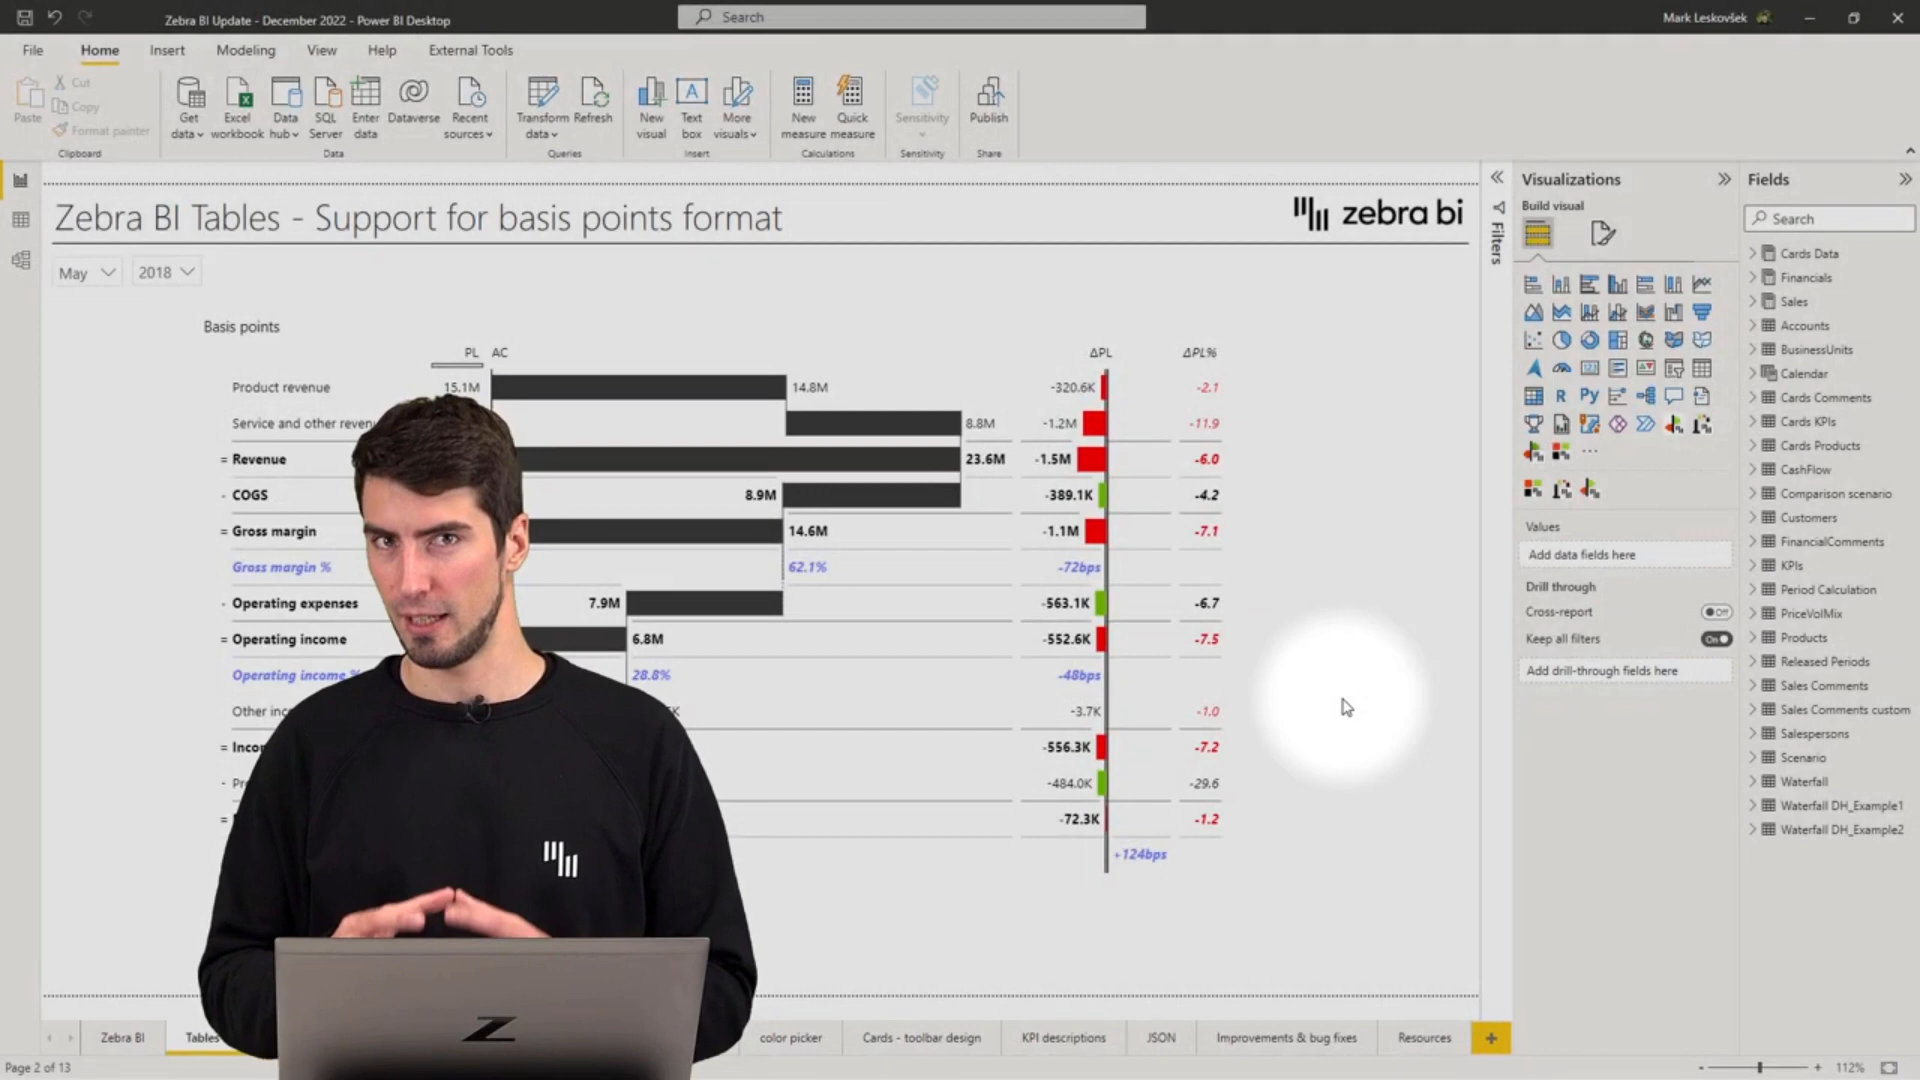 Zebra BI Update - December 2022 - Power BI Desktop
Search
Mark Leskovšek
File Home Insert Modeling View Help External Tools
Paste
Cut
Copy
Format painter
Clipboard
Get data
Excel workbook
Data hub
SQL Server
Enter data
Dataverse
Recent sources
Data
Transform data
Refresh
Queries
New visual
Text box
More visuals
Insert
New measure
Quick measure
Calculations
Sensitivity
Sensitivity
Publish
Share
Zebra BI Tables - Support for basis points format
zebra bi
May 2018
Basis points
PL AC ΔPL ΔPL%
Product revenue 15.1M 14.8M -320.6K -2.1
Service and other revenu 8.8M -1.2M -11.9
= Revenue 23.6M -1.5M -6.0
- COGS 8.9M -389.1K -4.2
= Gross margin 14.6M -1.1M -7.1
Gross margin % 62.1% -72bps
- Operating expenses 7.9M -563.1K -6.7
= Operating income 6.8M -552.6K -7.5
Operating income % 28.8% -48bps
Other inc K -3.7K -1.0
= Incom -556.3K -7.2
- Pr -484.0K -29.6
= -72.3K -1.2
+124bps
Filters
Visualizations
Build visual
R Py
Values
Add data fields here
Drill through
Cross-report Off
Keep all filters On
Add drill-through fields here
Fields
Search
Cards Data
Financials
Sales
Accounts
BusinessUnits
Calendar
Cards Comments
Cards KPIs
Cards Products
CashFlow
Comparison scenario
Customers
FinancialComments
KPIs
Period Calculation
PriceVolMix
Products
Released Periods
Sales Comments
Sales Comments custom
Salespersons
Scenario
Waterfall
Waterfall DH_Example1
Waterfall DH_Example2
Zebra BI Tables color picker Cards - toolbar design KPI descriptions JSON Improvements & bug fixes Resources +
Page 2 of 13
- + 112%